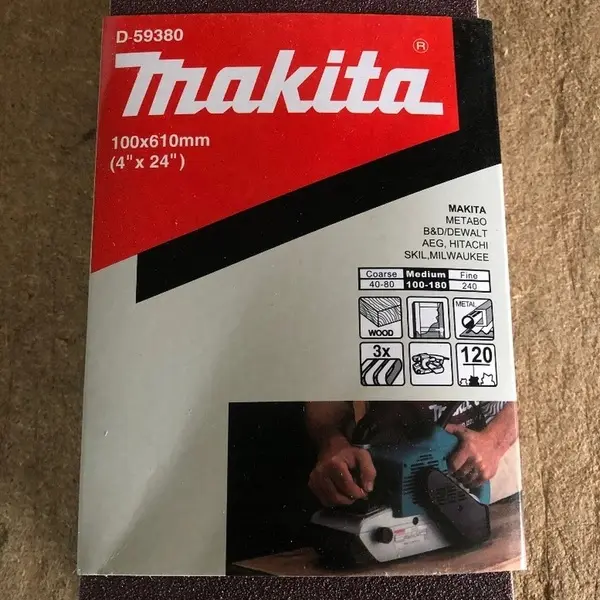 D-59380
makita®
100x610mm
(4" x 24")
MAKITA
METABO
B&D/DEWALT
AEG, HITACHI
SKIL,MILWAUKEE
Coarse Medium Fine
40-80 100-180 240
WOOD
METAL
3x
120